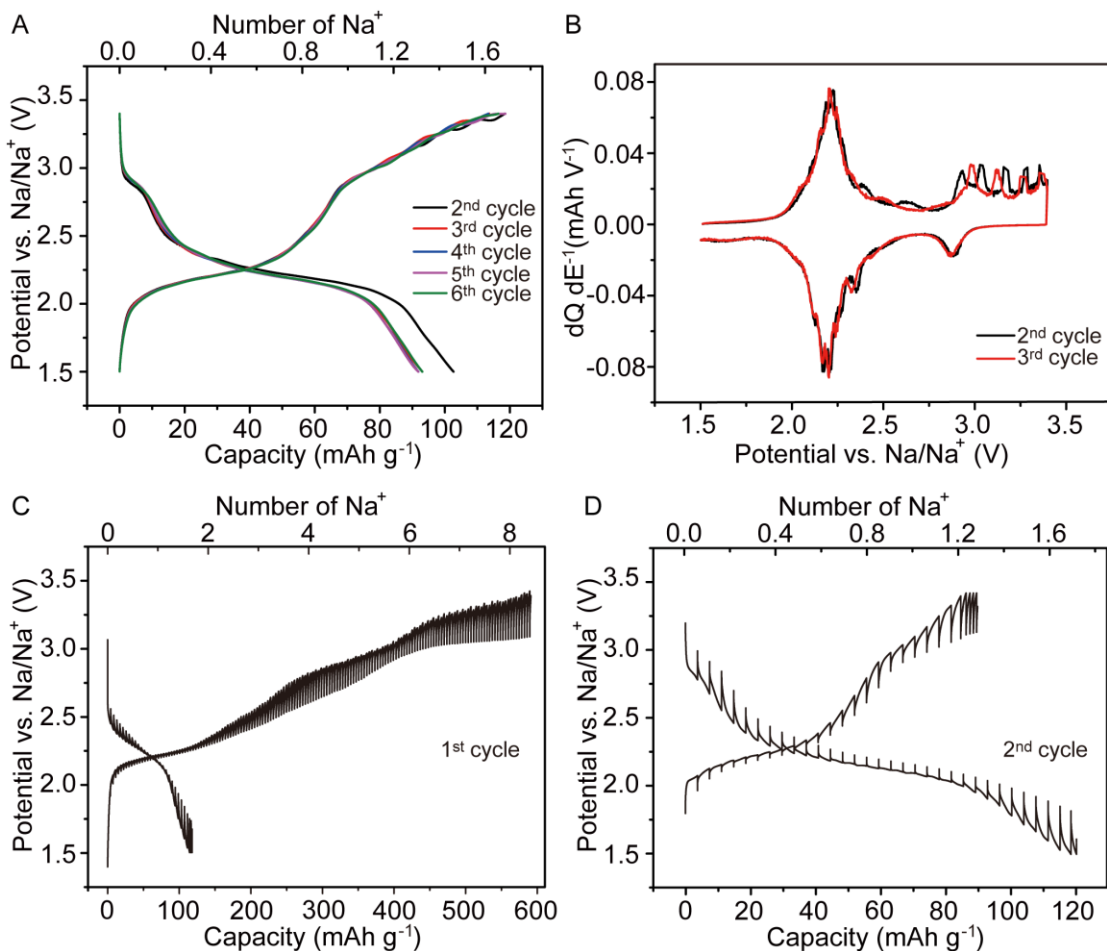 A
Number of Na⁺
0.0 0.4 0.8 1.2 1.6
Potential vs. Na/Na⁺ (V)
3.5
3.0
2.5
2.0
1.5
2ⁿᵈ cycle
3ʳᵈ cycle
4ᵗʰ cycle
5ᵗʰ cycle
6ᵗʰ cycle
0 20 40 60 80 100 120
Capacity (mAh g⁻¹)
B
dQ dE⁻¹(mAh V⁻¹)
0.08
0.04
0.00
-0.04
-0.08
2ⁿᵈ cycle
3ʳᵈ cycle
1.5 2.0 2.5 3.0 3.5
Potential vs. Na/Na⁺ (V)
C
Number of Na⁺
0 2 4 6 8
Potential vs. Na/Na⁺ (V)
3.5
3.0
2.5
2.0
1.5
1ˢᵗ cycle
0 100 200 300 400 500 600
Capacity (mAh g⁻¹)
D
Number of Na⁺
0.0 0.4 0.8 1.2 1.6
Potential vs. Na/Na⁺ (V)
3.5
3.0
2.5
2.0
1.5
2ⁿᵈ cycle
0 20 40 60 80 100 120
Capacity (mAh g⁻¹)